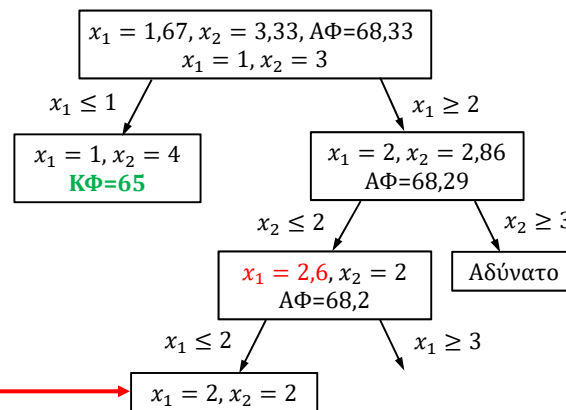 x₁ = 1,67, x₂ = 3,33, ΑΦ=68,33
x₁ = 1, x₂ = 3
x₁ ≤ 1
x₁ ≥ 2
x₁ = 1, x₂ = 4
ΚΦ=65
x₁ = 2, x₂ = 2,86
ΑΦ=68,29
x₂ ≤ 2
x₂ ≥ 3
x₁ = 2,6, x₂ = 2
ΑΦ=68,2
Αδύνατο
x₁ ≤ 2
x₁ ≥ 3
x₁ = 2, x₂ = 2